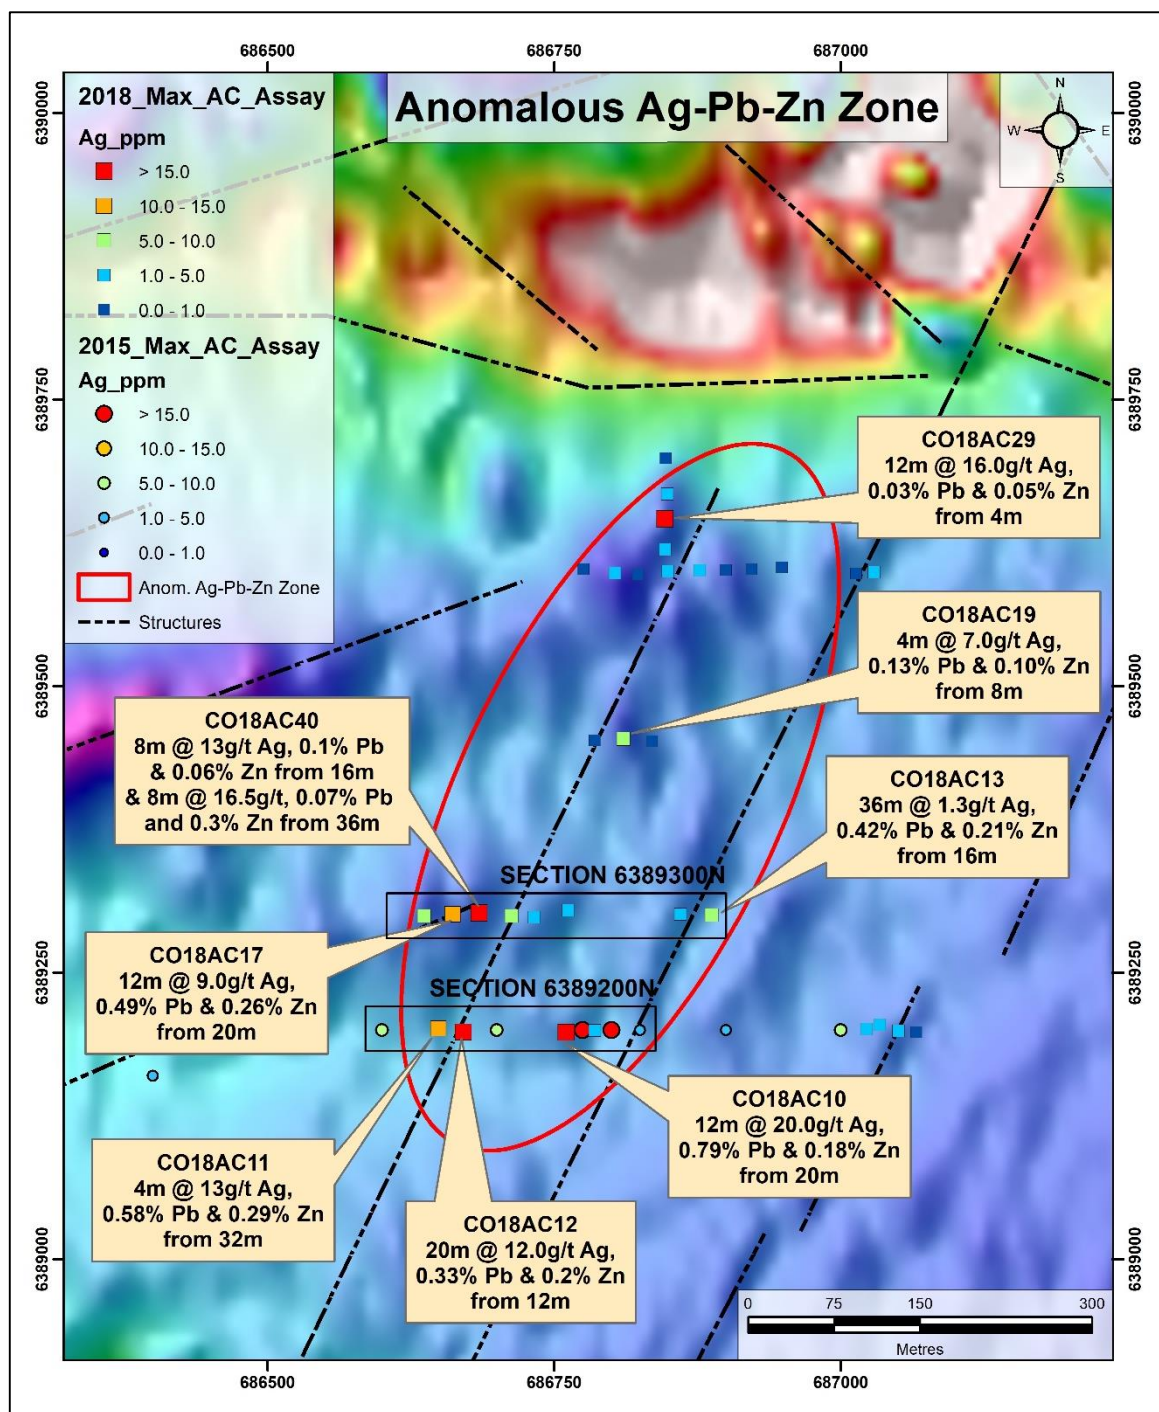 686500
686750
687000
6390000
6390000
Anomalous Ag-Pb-Zn Zone
N
W
E
S
2018_Max_AC_Assay
Ag_ppm
> 15.0
10.0 - 15.0
5.0 - 10.0
1.0 - 5.0
0.0 - 1.0
2015_Max_AC_Assay
Ag_ppm
> 15.0
10.0 - 15.0
5.0 - 10.0
1.0 - 5.0
0.0 - 1.0
Anom. Ag-Pb-Zn Zone
Structures
6389750
6389750
CO18AC29
12m @ 16.0g/t Ag,
0.03% Pb & 0.05% Zn
from 4m
CO18AC19
4m @ 7.0g/t Ag,
0.13% Pb & 0.10% Zn
from 8m
6389500
6389500
CO18AC40
8m @ 13g/t Ag, 0.1% Pb
& 0.06% Zn from 16m
& 8m @ 16.5g/t, 0.07% Pb
and 0.3% Zn from 36m
CO18AC13
36m @ 1.3g/t Ag,
0.42% Pb & 0.21% Zn
from 16m
SECTION 6389300N
CO18AC17
12m @ 9.0g/t Ag,
0.49% Pb & 0.26% Zn
from 20m
6389250
6389250
SECTION 6389200N
CO18AC10
12m @ 20.0g/t Ag,
0.79% Pb & 0.18% Zn
from 20m
CO18AC11
4m @ 13g/t Ag,
0.58% Pb & 0.29% Zn
from 32m
CO18AC12
20m @ 12.0g/t Ag,
0.33% Pb & 0.2% Zn
from 12m
6389000
6389000
0 75 150 300
Metres
686500
686750
687000